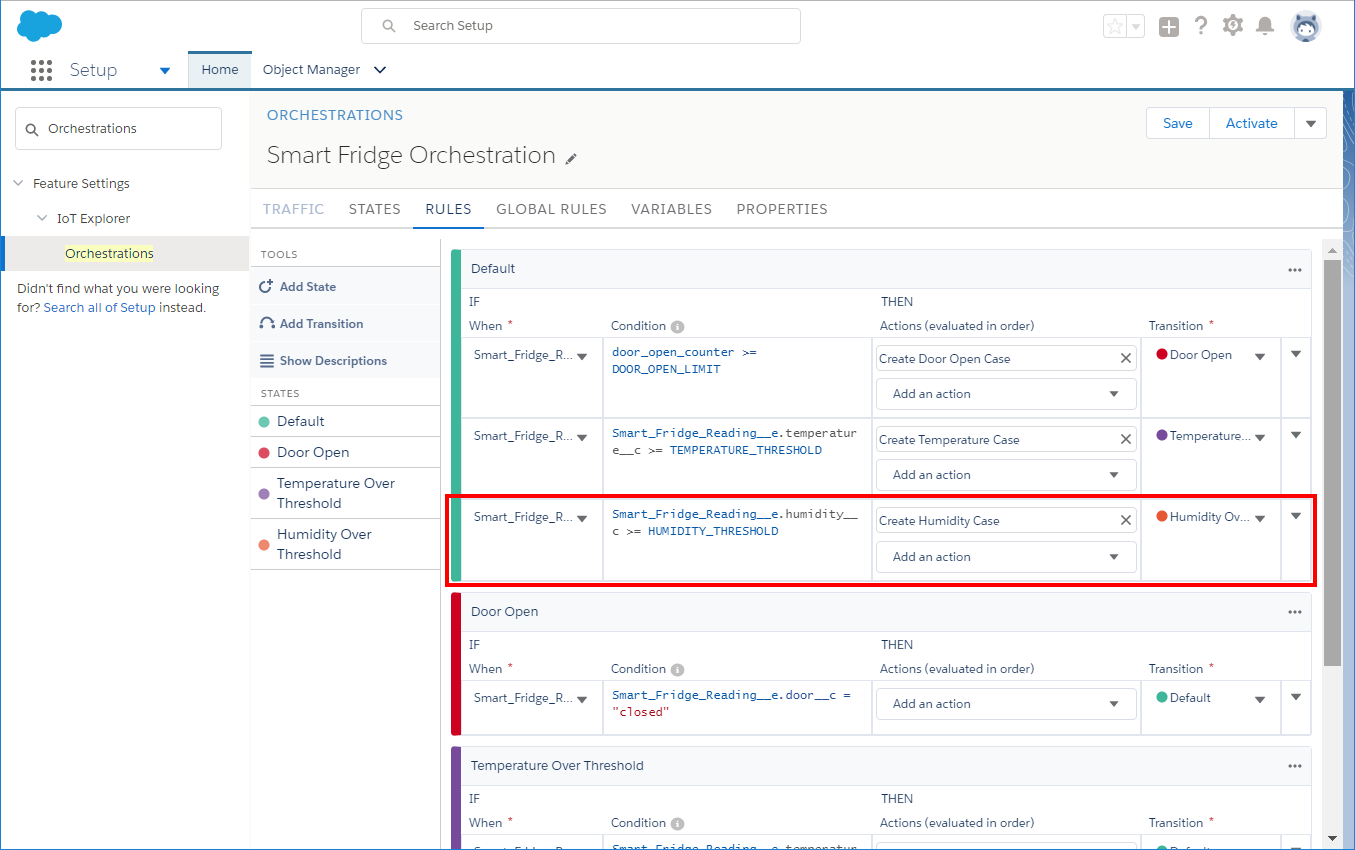 Search Setup
Setup
Home
Object Manager
Orchestrations
Feature Settings
IoT Explorer
Orchestrations
Didn't find what you were looking
for? Search all of Setup instead.
ORCHESTRATIONS
Smart Fridge Orchestration
Save
Activate
TRAFFIC
STATES
RULES
GLOBAL RULES
VARIABLES
PROPERTIES
TOOLS
Add State
Add Transition
Show Descriptions
STATES
Default
Door Open
Temperature Over
Threshold
Humidity Over
Threshold
Default
IF
THEN
When *
Condition
Actions (evaluated in order)
Transition *
Smart_Fridge_R...
door_open_counter >=
DOOR_OPEN_LIMIT
Create Door Open Case
Add an action
Door Open
Smart_Fridge_R...
Smart_Fridge_Reading__e.temperatur
e__c >= TEMPERATURE_THRESHOLD
Create Temperature Case
Add an action
Temperature...
Smart_Fridge_R...
Smart_Fridge_Reading__e.humidity__
c >= HUMIDITY_THRESHOLD
Create Humidity Case
Add an action
Humidity Ov...
Door Open
IF
THEN
When *
Condition
Actions (evaluated in order)
Transition *
Smart_Fridge_R...
Smart_Fridge_Reading__e.door__c =
"closed"
Add an action
Default
Temperature Over Threshold
IF
THEN
When *
Condition
Actions (evaluated in order)
Transition *